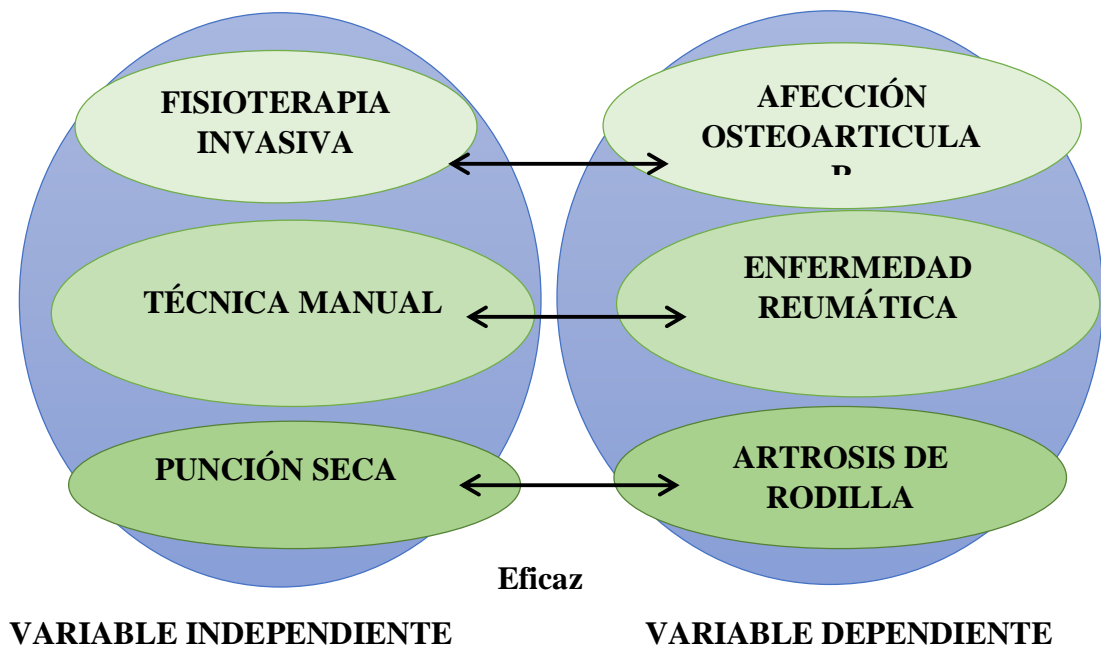 FISIOTERAPIA
INVASIVA
AFECCIÓN
OSTEOARTICULA
R
TÉCNICA MANUAL
ENFERMEDAD
REUMÁTICA
PUNCIÓN SECA
ARTROSIS DE
RODILLA
Eficaz
VARIABLE INDEPENDIENTE
VARIABLE DEPENDIENTE